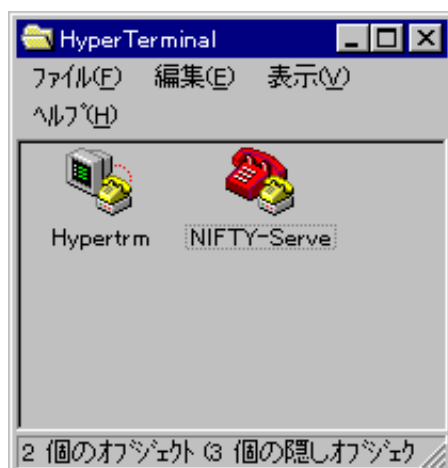 HyperTerminal
ﾌｧｲﾙ(F) 編集(E) 表示(V)
ﾍﾙﾌﾟ(H)
Hypertrm NIFTY-Serve
2 個のｵﾌﾞｼﾞｪｸﾄ (3 個の隠しｵﾌﾞｼﾞｪｸ